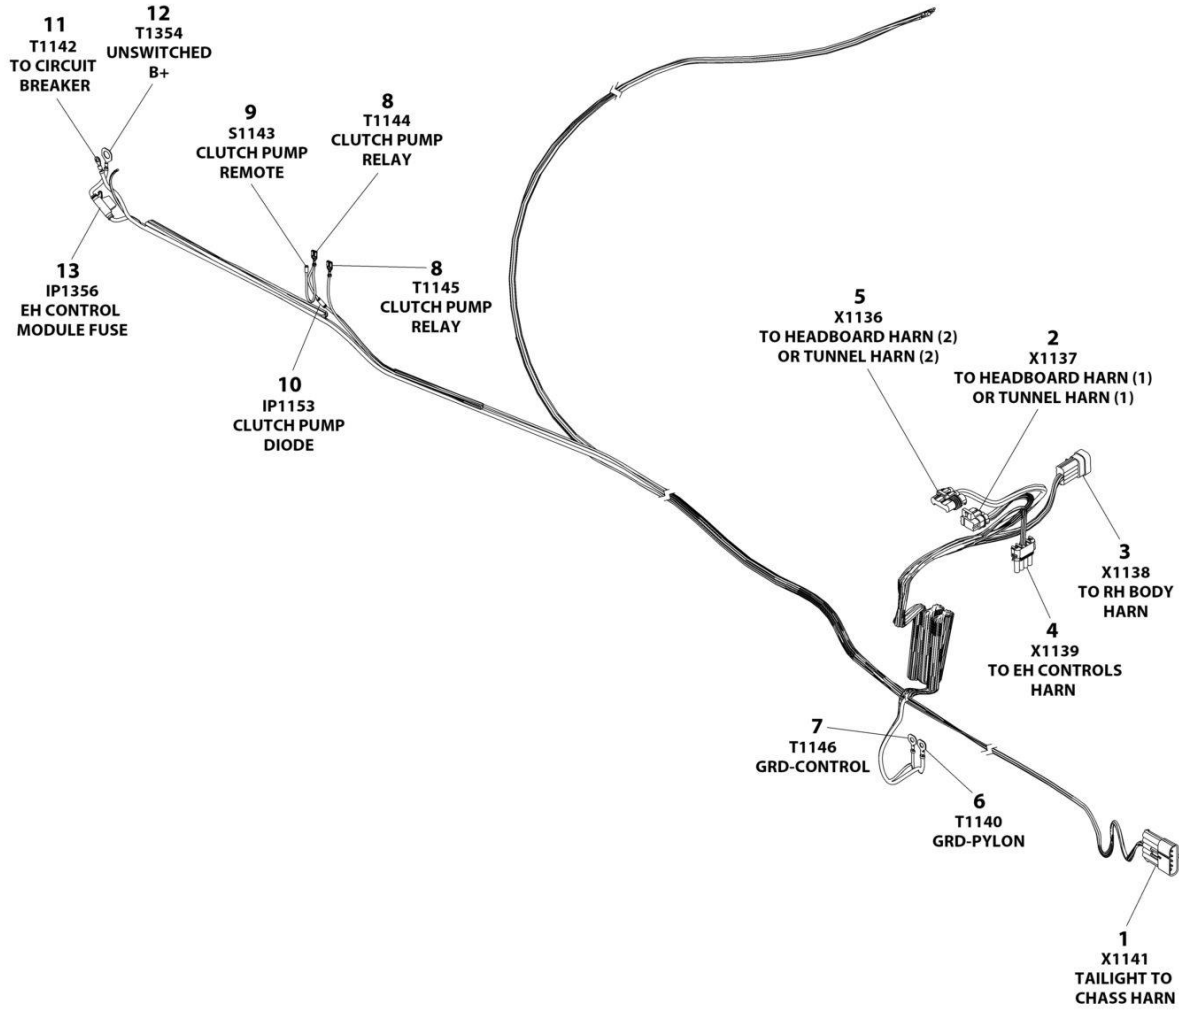 11
T1142
TO CIRCUIT
BREAKER
12
T1354
UNSWITCHED
B+
9
S1143
CLUTCH PUMP
REMOTE
8
T1144
CLUTCH PUMP
RELAY
13
IP1356
EH CONTROL
MODULE FUSE
8
T1145
CLUTCH PUMP
RELAY
10
IP1153
CLUTCH PUMP
DIODE
5
X1136
TO HEADBOARD HARN (2)
OR TUNNEL HARN (2)
2
X1137
TO HEADBOARD HARN (1)
OR TUNNEL HARN (1)
3
X1138
TO RH BODY
HARN
4
X1139
TO EH CONTROLS
HARN
7
T1146
GRD-CONTROL
6
T1140
GRD-PYLON
1
X1141
TAILIGHT TO
CHASS HARN